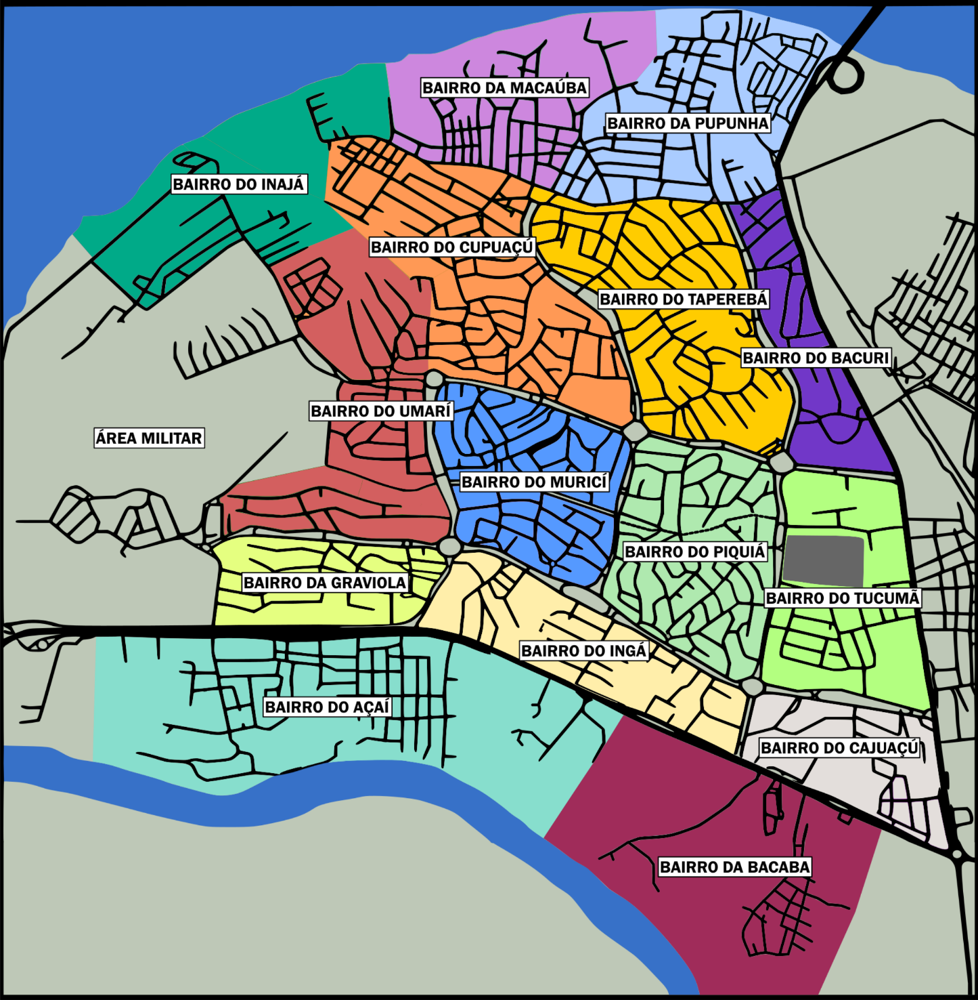 BAIRRO DA MACAÚBA
BAIRRO DA PUPUNHA
BAIRRO DO INAJÁ
BAIRRO DO CUPUAÇÚ
BAIRRO DO TAPEREBÁ
BAIRRO DO BACURI
BAIRRO DO UMARÍ
ÁREA MILITAR
BAIRRO DO MURICÍ
BAIRRO DO PIQUIÁ
BAIRRO DA GRAVIOLA
BAIRRO DO TUCUMÃ
BAIRRO DO INGÁ
BAIRRO DO AÇAÍ
BAIRRO DO CAJUAÇÚ
BAIRRO DA BACABA